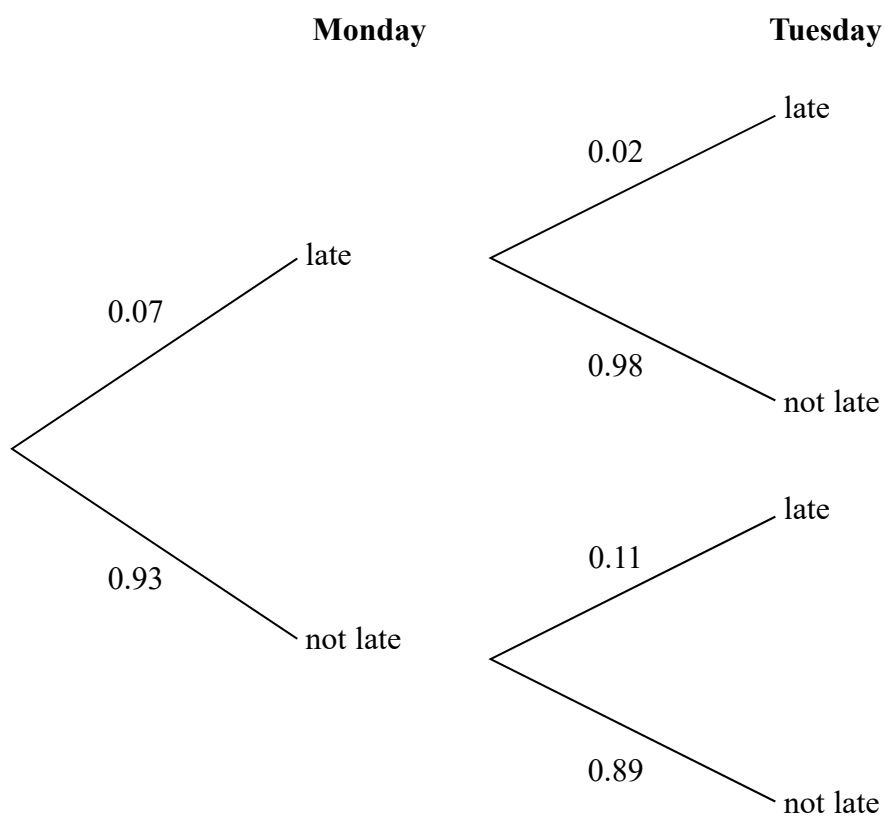 Monday Tuesday
late
0.02
late
0.07
0.98
not late
late
0.11
0.93
not late
0.89
not late